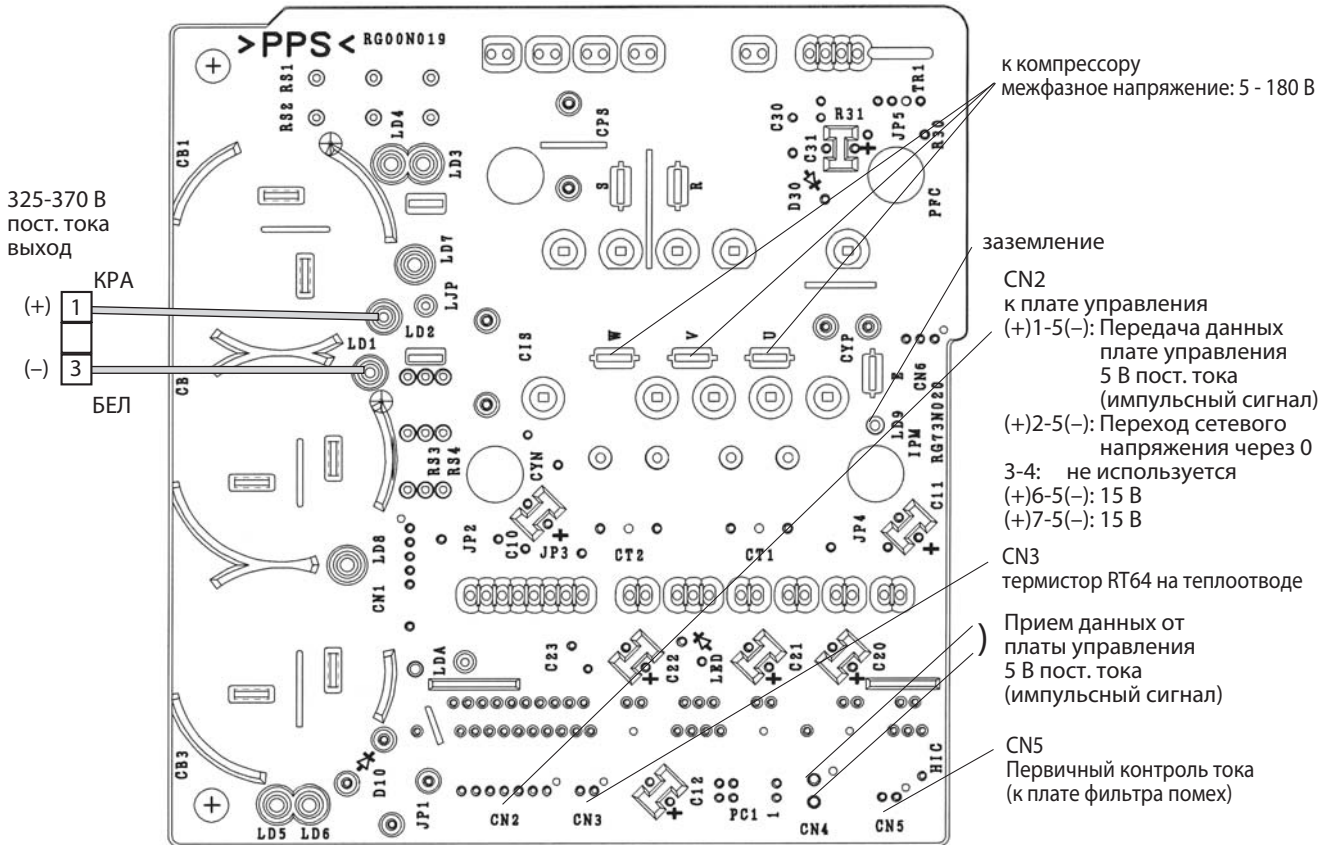 >PPS< RG00N019
RS1
RS2
LD4
LD3
CB1
CPS
C30
R31
C31
D30
JP5
TR1
R30
PFC
S
R
к компрессору
межфазное напряжение: 5 - 180 В
325-370 В
пост. тока
выход
КРА
(+) 1
(–) 3
БЕЛ
LD7
LJP
LD2
LD1
CB
CIS
W
V
U
CYP
E
CN6
LD9
IPM
RG73N020
заземление
CN2
к плате управления
(+)1-5(–): Передача данных
плате управления
5 В пост. тока
(импульсный сигнал)
(+)2-5(–): Переход сетевого
напряжения через 0
3-4: не используется
(+)6-5(–): 15 В
(+)7-5(–): 15 В
RS3
RS4
CYN
C10
JP2
JP3
CT2
CT1
JP4
C11
LD8
CN1
CN3
термистор RT64 на теплоотводе
Прием данных от
платы управления
5 В пост. тока
(импульсный сигнал)
LDA
C23
C22
LED
C21
C20
CN5
Первичный контроль тока
(к плате фильтра помех)
CB3
D10
JP1
LD5 LD6
CN2
CN3
C12
PC1
1
CN4
CN5
HIC